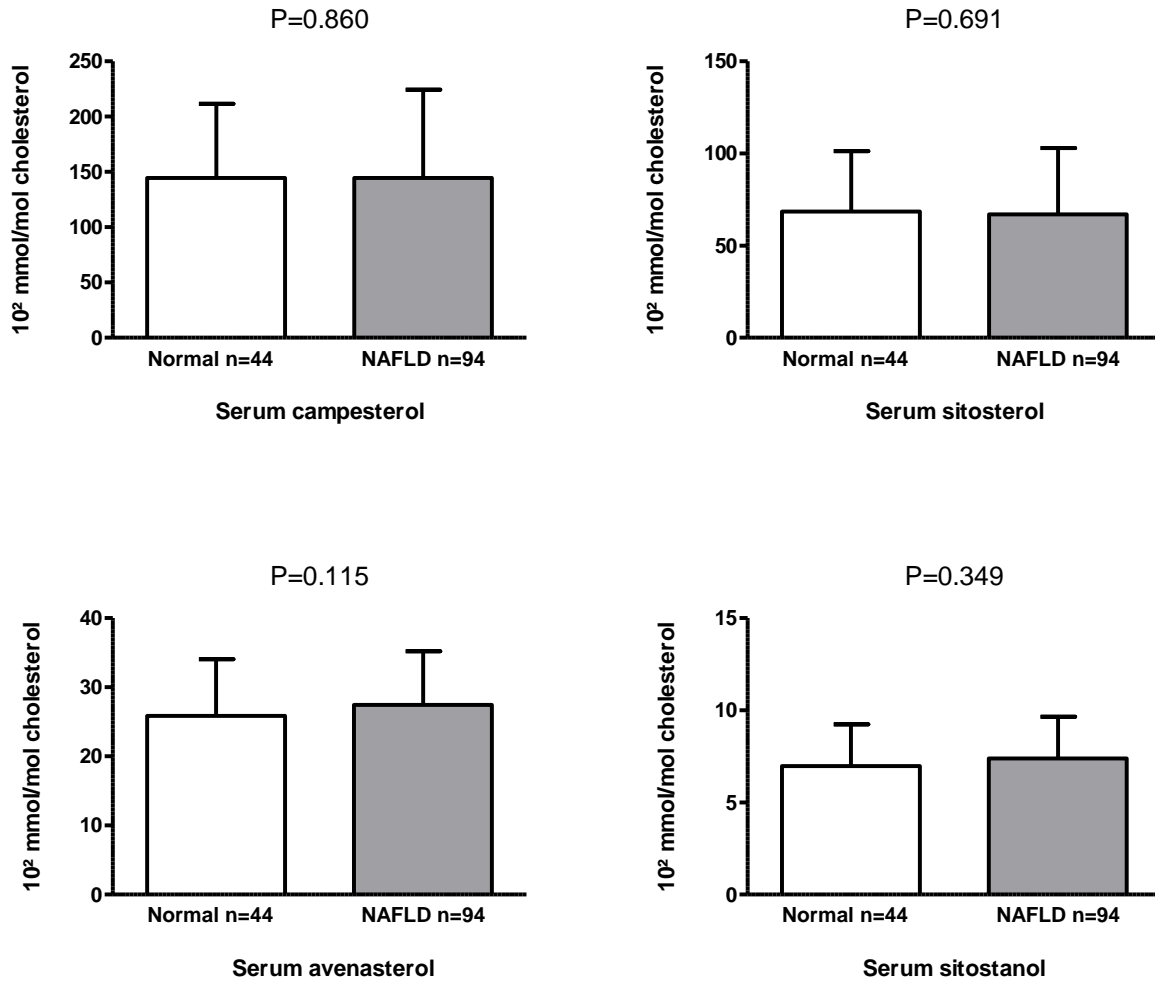 P=0.860
10² mmol/mol cholesterol
250
200
150
100
50
0
Normal n=44 NAFLD n=94
Serum campesterol
P=0.691
10² mmol/mol cholesterol
150
100
50
0
Normal n=44 NAFLD n=94
Serum sitosterol
P=0.115
10² mmol/mol cholesterol
40
30
20
10
0
Normal n=44 NAFLD n=94
Serum avenasterol
P=0.349
10² mmol/mol cholesterol
15
10
5
0
Normal n=44 NAFLD n=94
Serum sitostanol